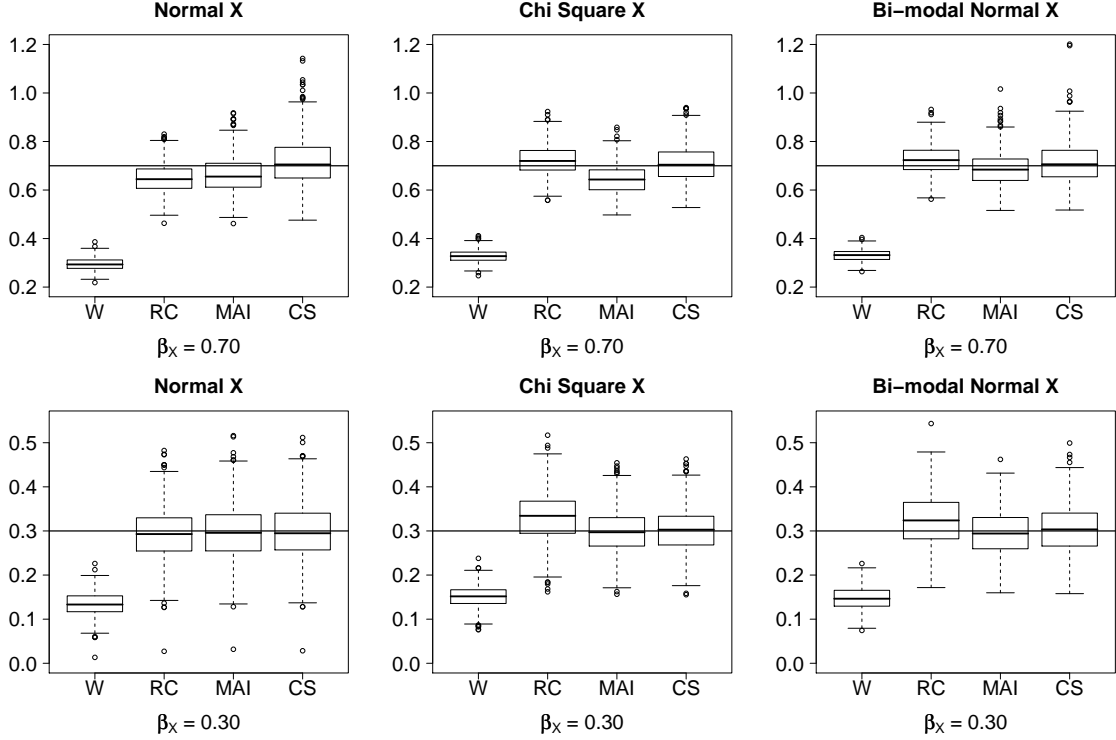 Normal X
1.2
1.0
0.8
0.6
0.4
0.2
W RC MAI CS
βX = 0.70
Chi Square X
1.2
1.0
0.8
0.6
0.4
0.2
W RC MAI CS
βX = 0.70
Bi−modal Normal X
1.2
1.0
0.8
0.6
0.4
0.2
W RC MAI CS
βX = 0.70
Normal X
0.5
0.4
0.3
0.2
0.1
0.0
W RC MAI CS
βX = 0.30
Chi Square X
0.5
0.4
0.3
0.2
0.1
0.0
W RC MAI CS
βX = 0.30
Bi−modal Normal X
0.5
0.4
0.3
0.2
0.1
0.0
W RC MAI CS
βX = 0.30